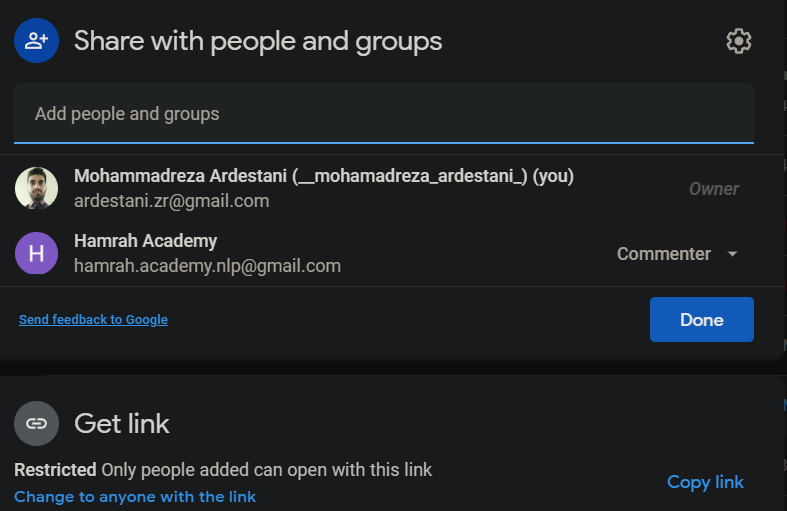 Share with people and groups
Add people and groups
Mohammadreza Ardestani (__mohamadreza_ardestani_) (you)
ardestani.zr@gmail.com
Owner
H
Hamrah Academy
hamrah.academy.nlp@gmail.com
Commenter
Send feedback to Google
Done
Get link
Restricted Only people added can open with this link
Change to anyone with the link
Copy link